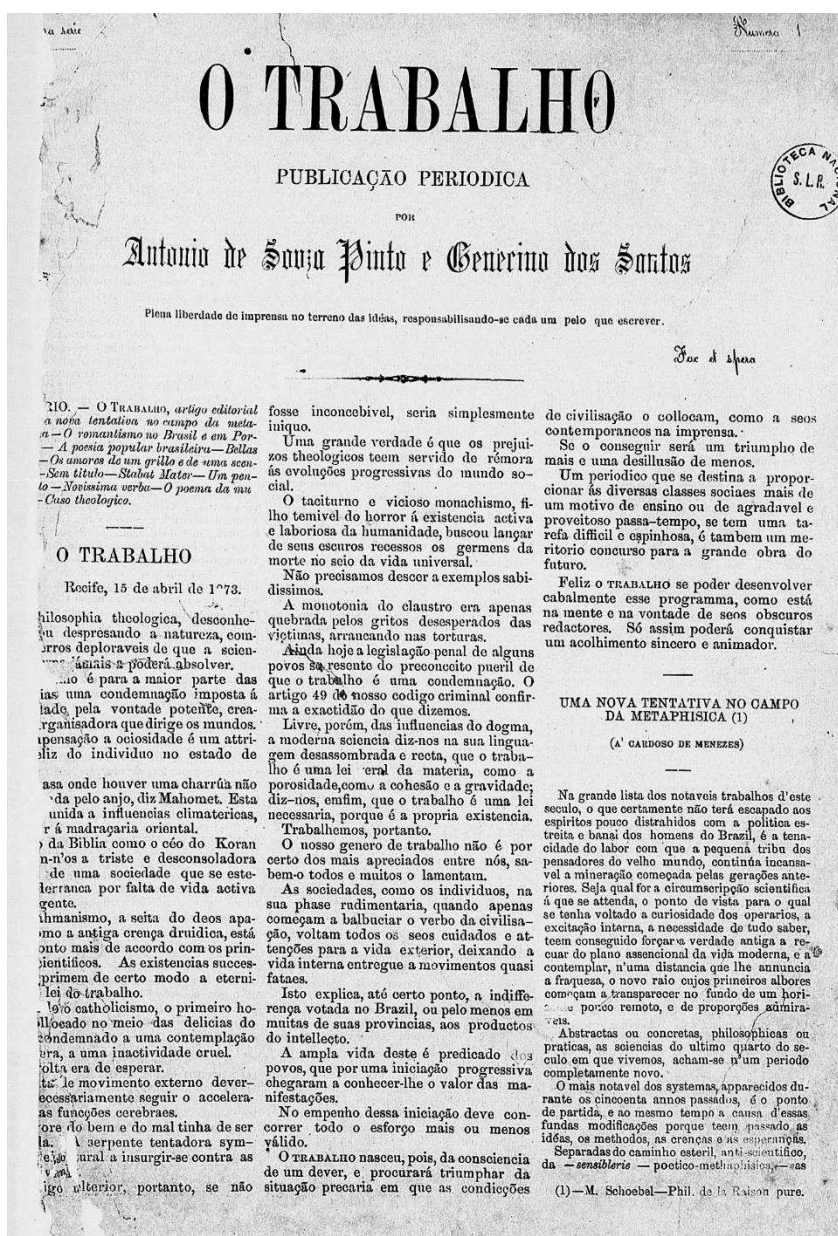 va serie
Numero 1
O TRABALHO
PUBLICAÇÃO PERIODICA
POR
Antonio de Souza Pinto e Generino dos Santos
BIBLIOTECA NACIONAL
S. L. R.
Plena liberdade de imprensa no terreno das idéas, responsabilisando-se cada um pelo que escrever.
Fac et spera
RIO. — O TRABALHO, artigo editorial
a nova tentativa no campo da meta-
a — O romantismo no Brasil e em Por-
— A poesia popular brasileira — Bellas
— Os amores de um grillo e de uma scen-
— Sem titulo — Stabat Mater — Um pen-
to — Novissima verba — O poema da mu
- Caso theologico.
O TRABALHO
Recife, 15 de abril de 1873.
hilosophia theologica, desconhe-
u despresando a natureza, com-
erros deploraveis de que a scien-
jámais a poderá absolver.
é para a maior parte das
ias uma condemnação imposta á
dade, pela vontade potente, crea-
rganisadora que dirige os mundos.
pensação a ociosidade é um attri-
liz do individuo no estado de
asa onde houver uma charrúa não
da pelo anjo, diz Mahomet. Esta
unida a influencias climatericas,
r á madraçaria oriental.
da Biblia como o céo do Koran
n-n'os a triste e desconsoladora
de uma sociedade que se este-
derranca por falta de vida activa
gente.
hmanismo, a seita do deos apa-
mo a antiga crença druidica, está
onto mais de accordo com os prin-
cientificos. As existencias succes-
primem de certo modo a eterni-
lei do trabalho.
catholicismo, o primeiro ho-
llocado no meio das delicias do
condemnado a uma contemplação
era, a uma inactividade cruel.
olta era de esperar.
de movimento externo dever-
ecessariamente seguir o accelera-
as funcções cerebraes.
ore do bem e do mal tinha de ser
la. A serpente tentadora sym-
ural a insurgir-se contra as
ulterior, portanto, se não
fosse inconcebivel, seria simplesmente
iniquo.
Uma grande verdade é que os prejui-
zos theologicos teem servido de rémora
ás evoluções progressivas do mundo so-
cial.
O taciturno e vicioso monachismo, fi-
lho temivel do horror á existencia activa
e laboriosa da humanidade, buscou lançar
de seus escuros recessos os germens da
morte no seio da vida universal.
Não precisamos descer a exemplos sabi-
dissimos.
A monotonia do claustro era apenas
quebrada pelos gritos desesperados das
victimas, arrancando nas torturas.
Ainda hoje a legislação penal de alguns
povos se resente do preconceito pueril de
que o trabalho é uma condemnação. O
artigo 49 do nosso codigo criminal confir-
ma a exactidão do que dizemos.
Livre, porém, das influencias do dogma,
a moderna sciencia diz-nos na sua lingua-
gem desassombrada e recta, que o traba-
lho é uma lei eral da materia, como a
porosidade, como a cohesão e a gravidade;
diz-nos, emfim, que o trabalho é uma lei
necessaria, porque é a propria existencia.
Trabalhemos, portanto.
O nosso genero de trabalho não é por
certo dos mais apreciados entre nós, sa-
bem-o todos e muitos o lamentam.
As sociedades, como os individuos, na
sua phase rudimentaria, quando apenas
começam a balbuciar o verbo da civilisa-
ção, voltam todos os seos cuidados e at-
tenções para a vida exterior, deixando a
vida interna entregue a movimentos quasi
fataes.
Isto explica, até certo ponto, a indiffe-
rença votada no Brazil, ou pelo menos em
muitas de suas provincias, aos productos
do intellecto.
A ampla vida deste é predicado dos
povos, que por uma iniciação progressiva
chegaram a conhecer-lhe o valor das ma-
nifestações.
No empenho dessa iniciação deve con-
correr todo o esforço mais ou menos
válido.
O TRABALHO nasceu, pois, da consciencia
de um dever, e procurará triumphar da
situação precaria em que as condicções
de civilisação o collocam, como a seos
contemporaneos na imprensa.
Se o conseguir será um triumpho de
mais e uma desillusão de menos.
Um periodico que se destina a propor-
cionar ás diversas classes sociaes mais de
um motivo de ensino ou de agradavel e
proveitoso passa-tempo, se tem uma ta-
refa difficil e espinhosa, é tambem um me-
ritorio concurso para a grande obra do
futuro.
Feliz o TRABALHO se poder desenvolver
cabalmente esse programma, como está
na mente e na vontade de seos obscuros
redactores. Só assim poderá conquistar
um acolhimento sincero e animador.
UMA NOVA TENTATIVA NO CAMPO
DA METAPHISICA (1)
(A' CARDOSO DE MENEZES)
Na grande lista dos notaveis trabalhos d'este
seculo, o que certamente não terá escapado aos
espiritos pouco distrahidos com a politica es-
treita e banal dos homens do Brazil, é a tena-
cidade do labor com que a pequena tribu dos
pensadores do velho mundo, continúa incansa-
vel a mineração começada pelas gerações ante-
riores. Seja qual for a circumscripção scientifica
á que se attenda, o ponto de vista para o qual
se tenha voltado a curiosidade dos operarios, a
excitação interna, a necessidade de tudo saber,
teem conseguido forçar a verdade antiga a re-
cuar do plano assencional da vida moderna, e a
contemplar, n'uma distancia que lhe annuncia
a fraqueza, o novo raio cujos primeiros albores
começam a transparecer no fundo de um hori-
pouco remoto, e de proporções admira-
veis.
Abstractas ou concretas, philosophicas ou
praticas, as sciencias do ultimo quarto do se-
culo em que vivemos, acham-se n'um periodo
completamente novo.
O mais notavel dos systemas, apparecidos du-
rante os cincoenta annos passados, é o ponto
de partida, e ao mesmo tempo a causa d'essas
fundas modificações porque teem passado as
idéas, os methodos, as crenças e as esperanças.
Separadas do caminho esteril, anti-scientifico,
da — sensiblerie — poetico-methaphisica,— as
(1)—M. Schoebel—Phil. de la Raison pure.